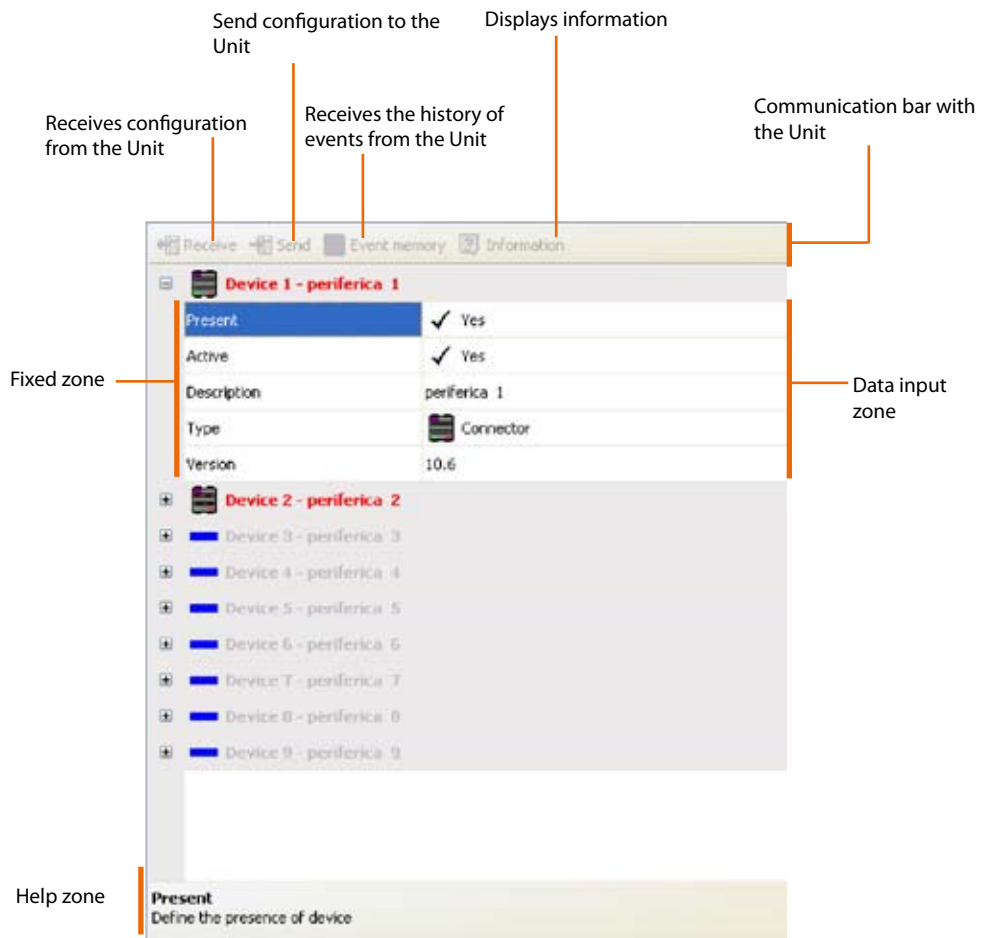 Send configuration to the
Unit
Displays information
Receives configuration
from the Unit
Receives the history of
events from the Unit
Communication bar with
the Unit
Receive Send Event memory Information
Device 1 - periferica 1
Present Yes
Active Yes
Description periferica 1
Type Connector
Version 10.6
Fixed zone
Data input
zone
Device 2 - periferica 2
Device 3 - periferica 3
Device 4 - periferica 4
Device 5 - periferica 5
Device 6 - periferica 6
Device 7 - periferica 7
Device 8 - periferica 8
Device 9 - periferica 9
Help zone
Present
Define the presence of device